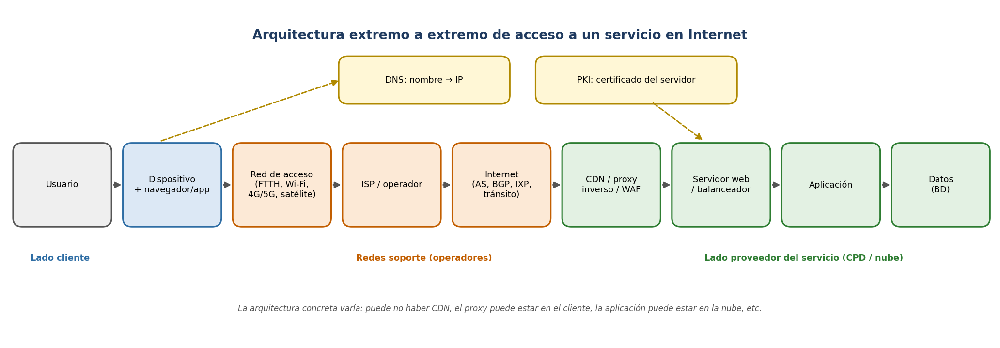 Arquitectura extremo a extremo de acceso a un servicio en Internet
DNS: nombre → IP
PKI: certificado del servidor
Usuario
Dispositivo
+ navegador/app
Red de acceso
(FTTH, Wi-Fi,
4G/5G, satélite)
ISP / operador
Internet
(AS, BGP, IXP,
tránsito)
CDN / proxy
inverso / WAF
Servidor web
/ balanceador
Aplicación
Datos
(BD)
Lado cliente
Redes soporte (operadores)
Lado proveedor del servicio (CPD / nube)
La arquitectura concreta varía: puede no haber CDN, el proxy puede estar en el cliente, la aplicación puede estar en la nube, etc.